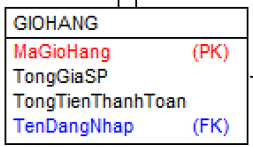 GIOHANG
MaGioHang (PK)
TongGiaSP
TongTienThanhToan
TenDangNhap (FK)